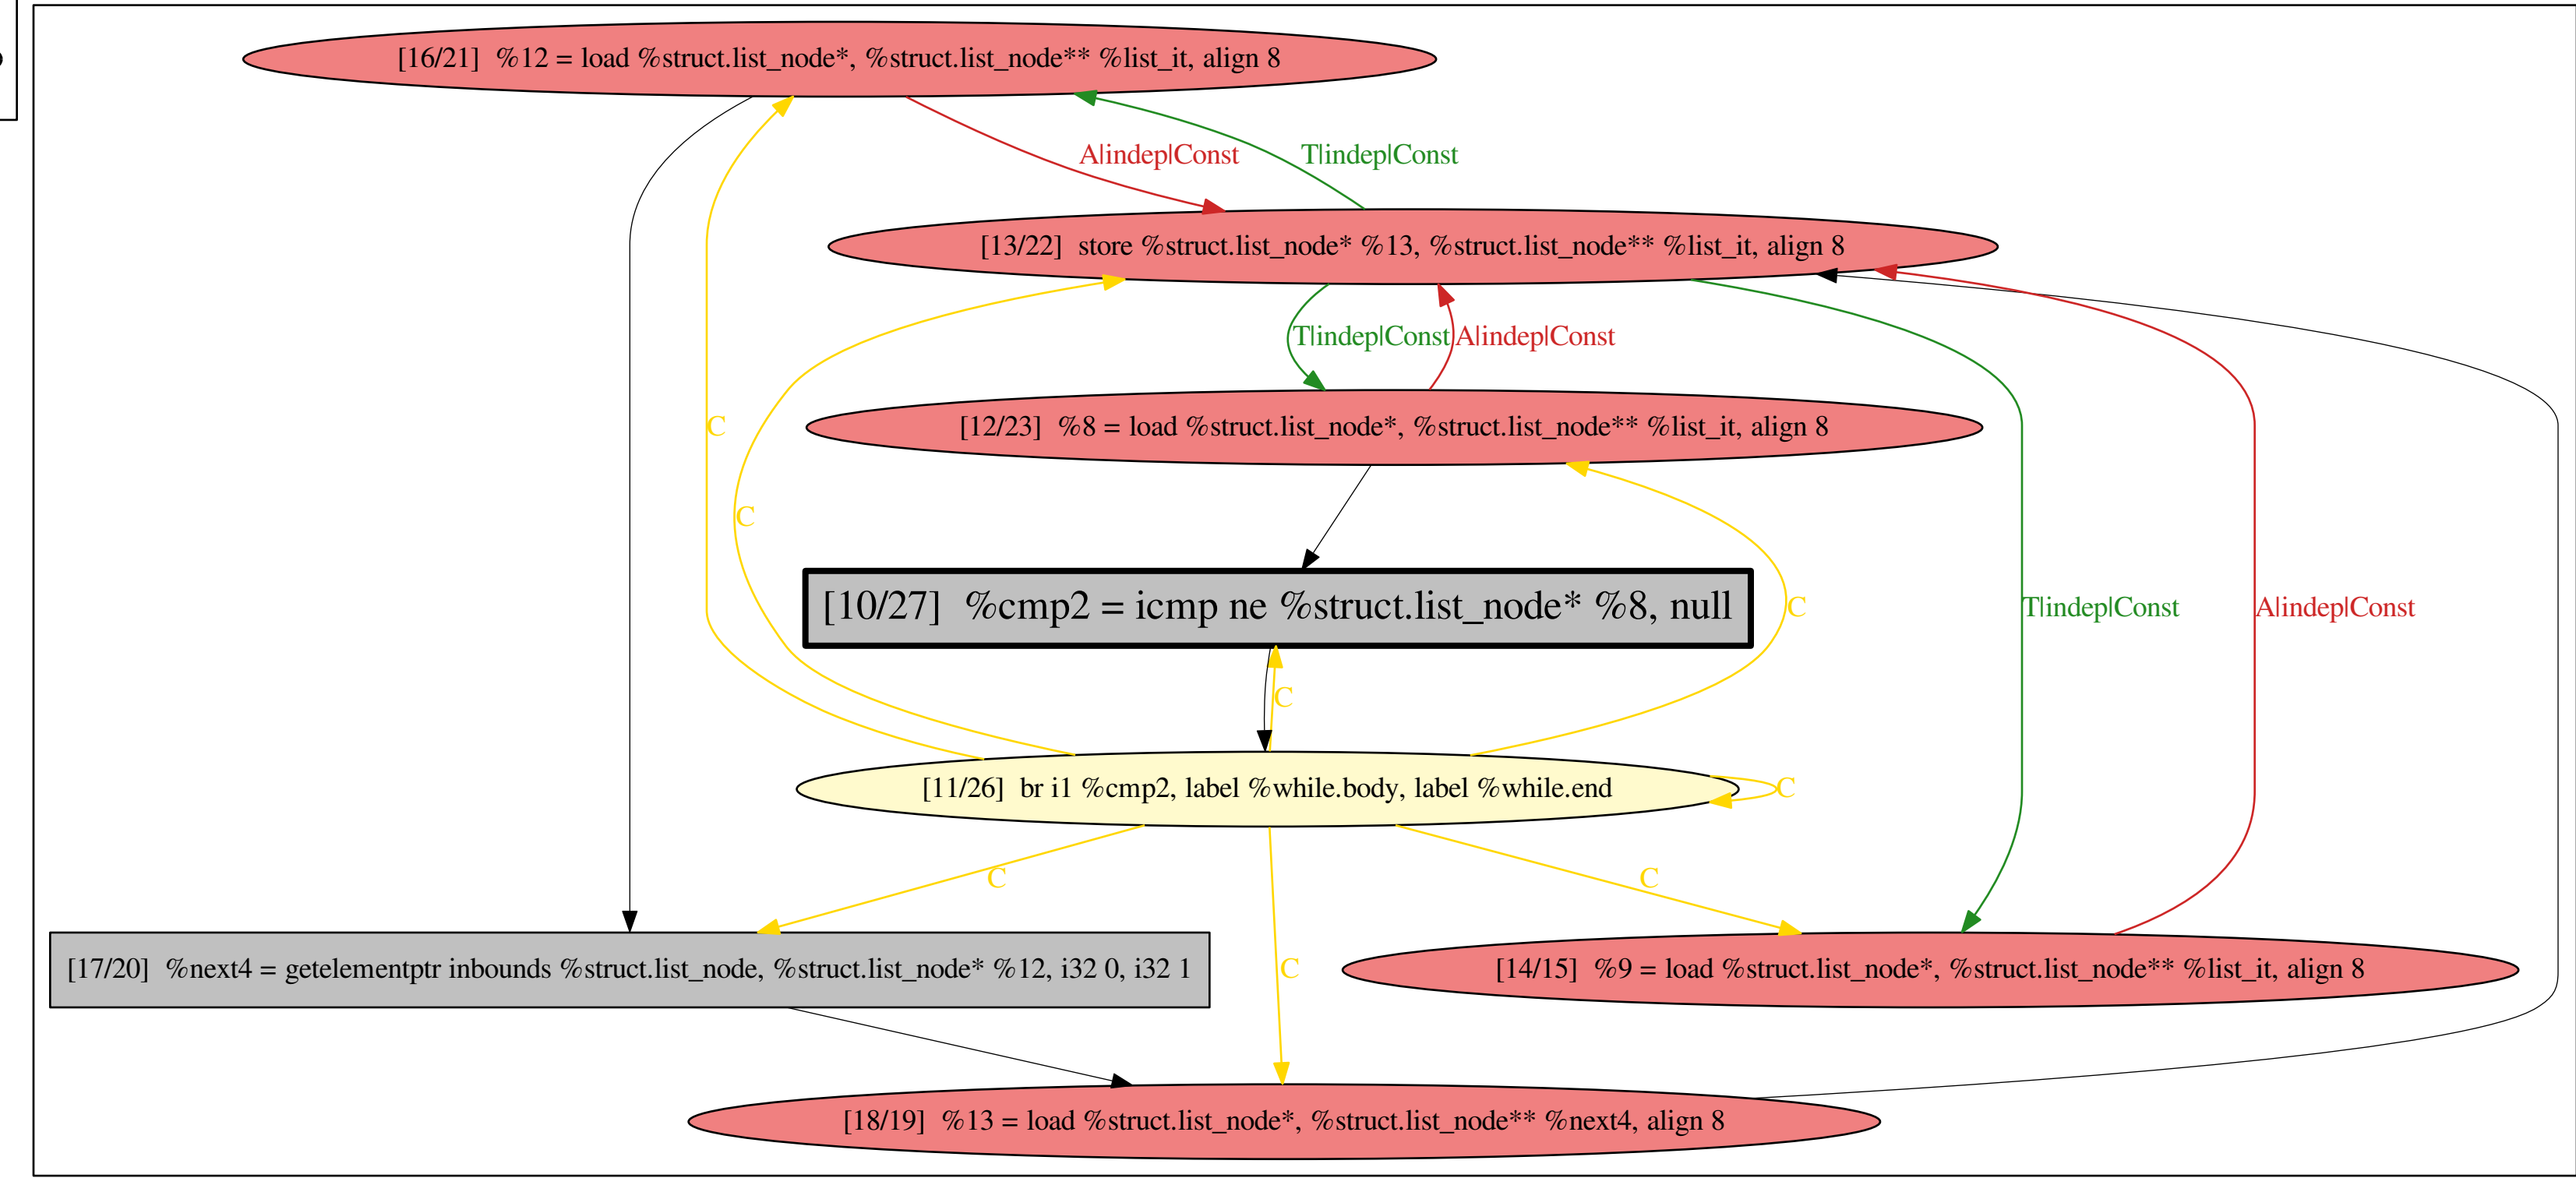 [16/21]  %12 = load %struct.list_node*, %struct.list_node** %list_it, align 8
A|indep|Const
T|indep|Const
[13/22]  store %struct.list_node* %13, %struct.list_node** %list_it, align 8
T|indep|Const
A|indep|Const
C
[12/23]  %8 = load %struct.list_node*, %struct.list_node** %list_it, align 8
C
[10/27]  %cmp2 = icmp ne %struct.list_node* %8, null
C
T|indep|Const
A|indep|Const
C
[11/26]  br i1 %cmp2, label %while.body, label %while.end
C
C
C
[17/20]  %next4 = getelementptr inbounds %struct.list_node, %struct.list_node* %12, i32 0, i32 1
C
[14/15]  %9 = load %struct.list_node*, %struct.list_node** %list_it, align 8
[18/19]  %13 = load %struct.list_node*, %struct.list_node** %next4, align 8